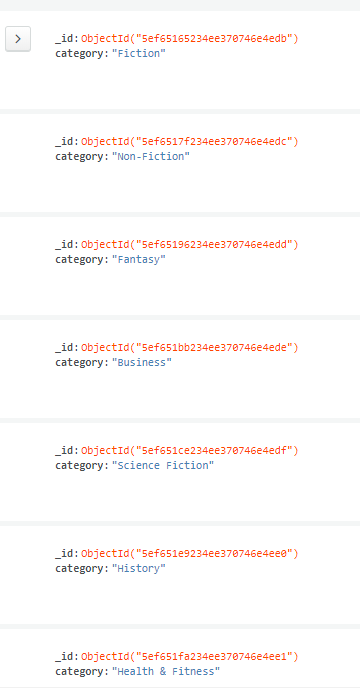 _id:ObjectId("5ef65165234ee370746e4edb")
category:"Fiction"
_id:ObjectId("5ef6517f234ee370746e4edc")
category:"Non-Fiction"
_id:ObjectId("5ef65196234ee370746e4edd")
category:"Fantasy"
_id:ObjectId("5ef651bb234ee370746e4ede")
category:"Business"
_id:ObjectId("5ef651ce234ee370746e4edf")
category:"Science Fiction"
_id:ObjectId("5ef651e9234ee370746e4ee0")
category:"History"
_id:ObjectId("5ef651fa234ee370746e4ee1")
category:"Health & Fitness"